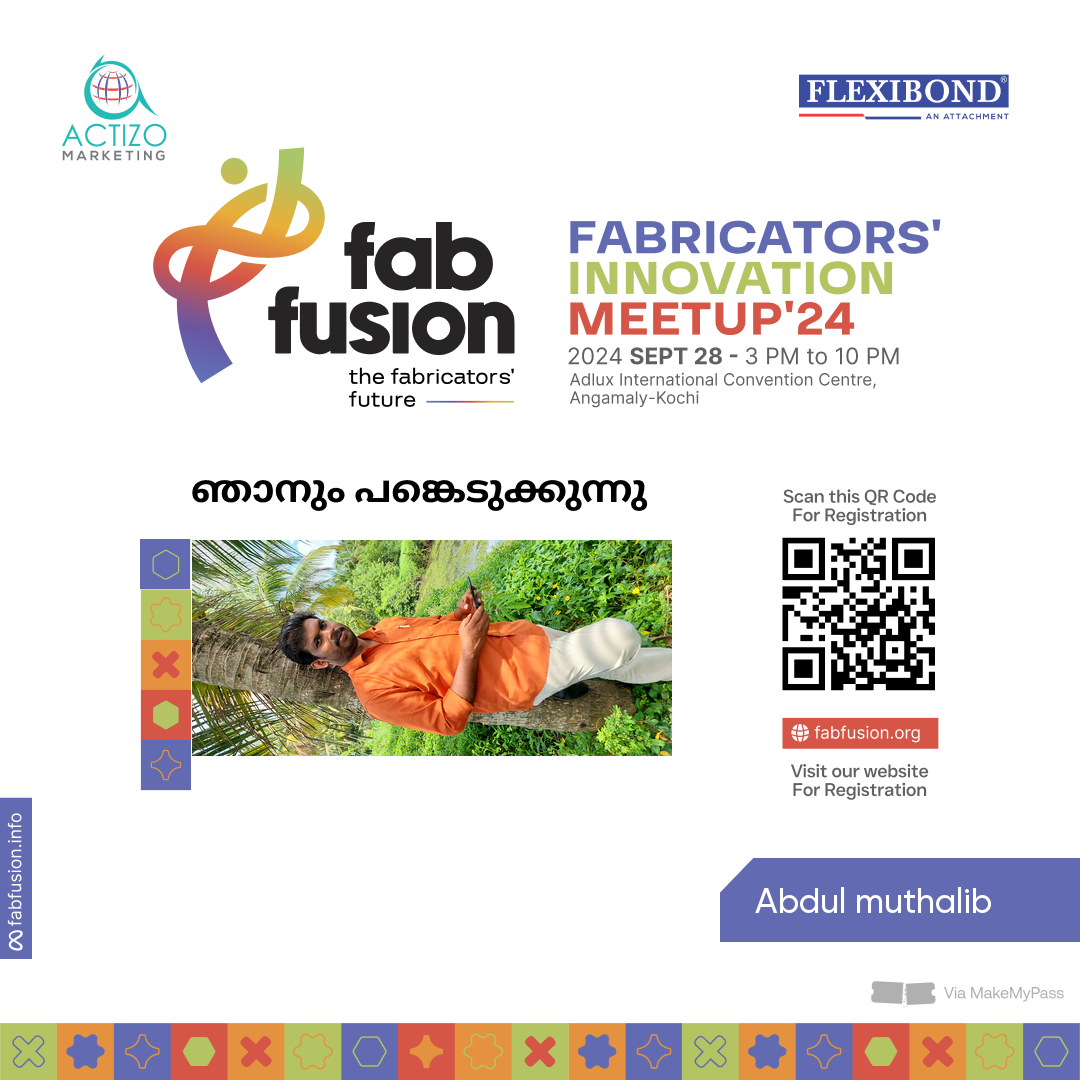 ACTIZO
MARKETING
FLEXIBOND®
AN ATTACHMENT
fab
fusion
the fabricators'
future
FABRICATORS'
INNOVATION
MEETUP'24
2024 SEPT 28 - 3 PM to 10 PM
Adlux International Convention Centre,
Angamaly-Kochi
ഞാനും പങ്കെടുക്കുന്നു
Scan this QR Code
For Registration
fabfusion.org
Visit our website
For Registration
fabfusion.info
Abdul muthalib
Via MakeMyPass